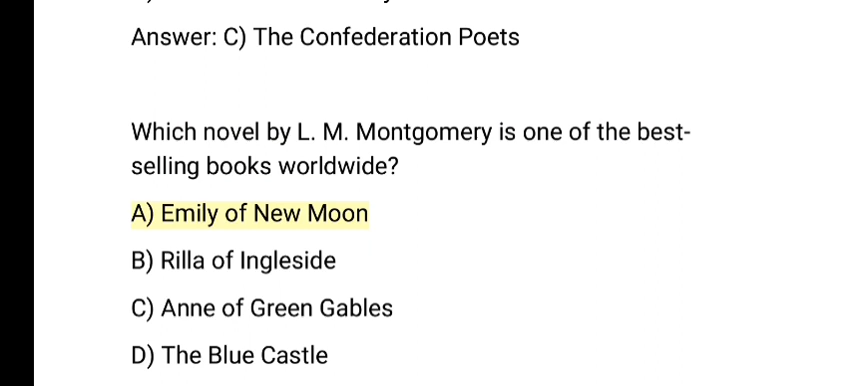 Answer: C) The Confederation Poets
Which novel by L. M. Montgomery is one of the best-
selling books worldwide?
A) Emily of New Moon
B) Rilla of Ingleside
C) Anne of Green Gables
D) The Blue Castle